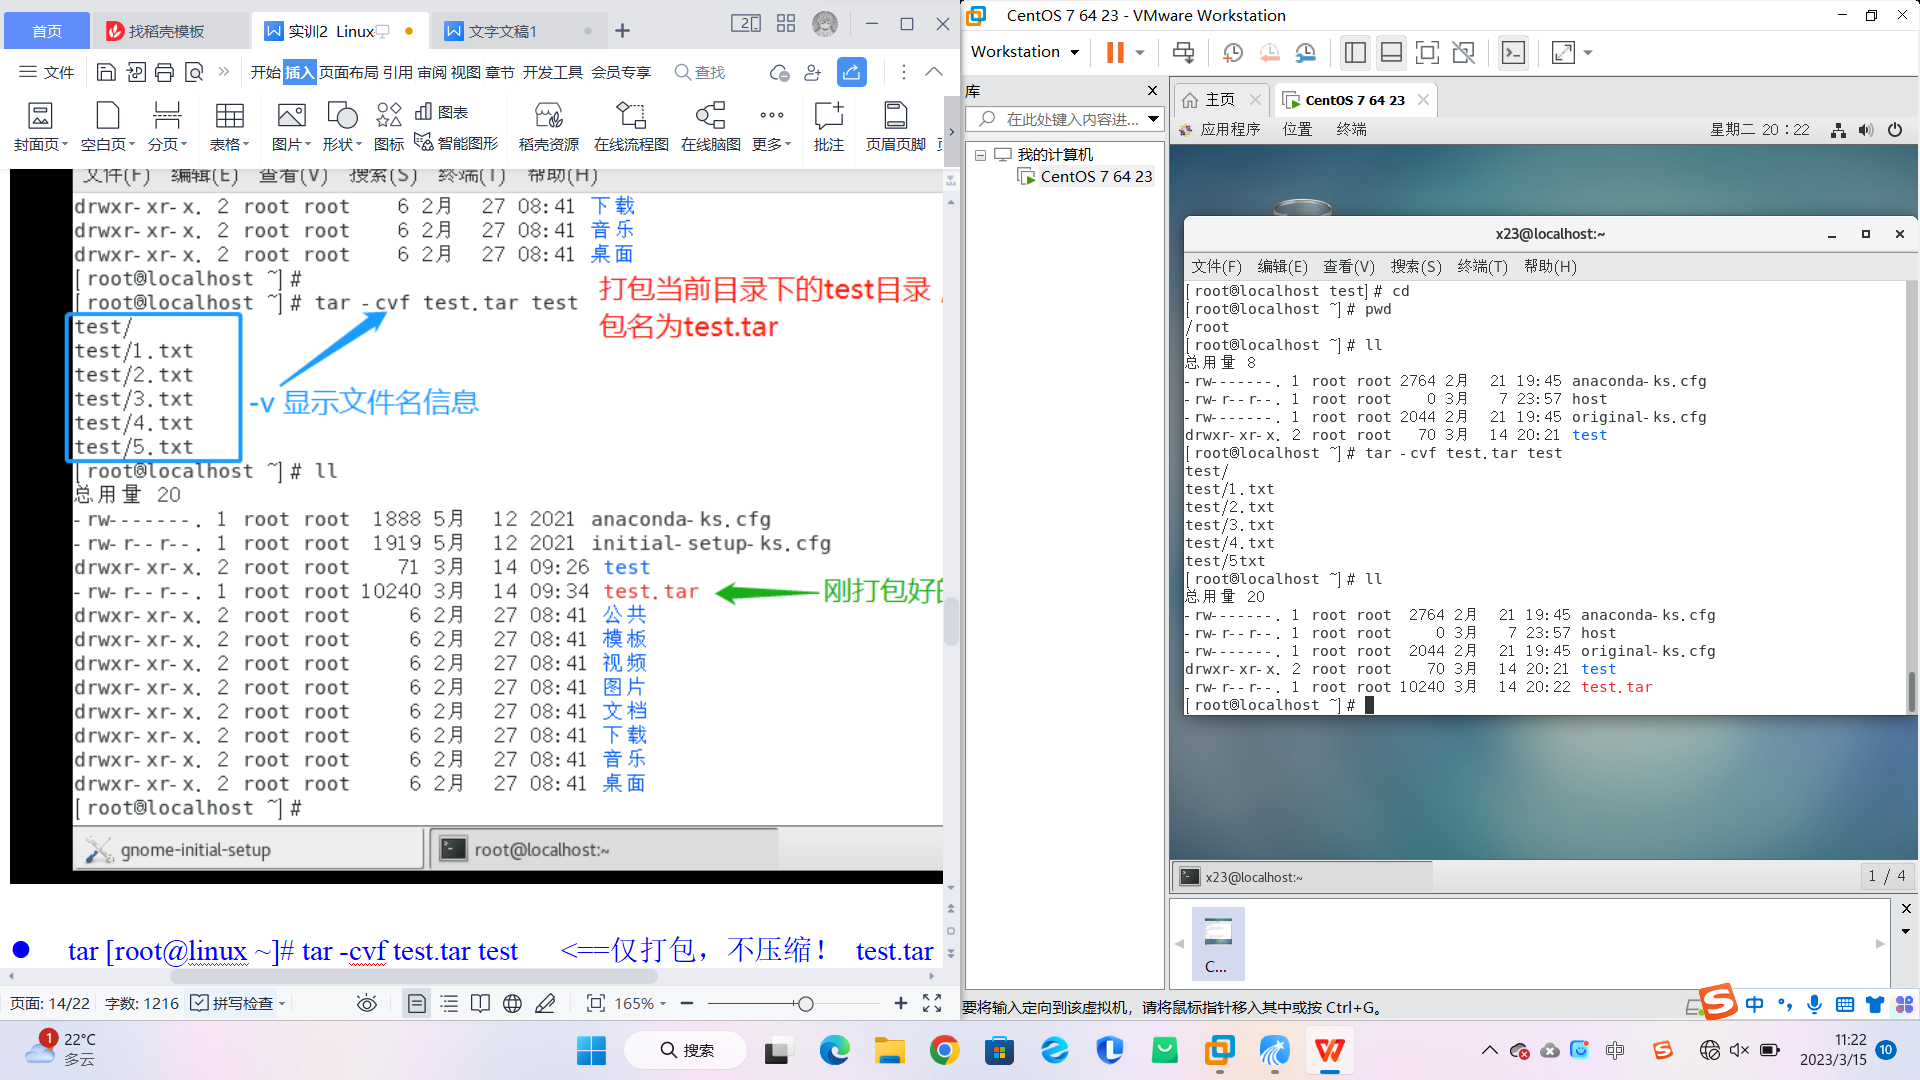 首页
找稻壳模板
实训2 Linux
文字文稿1
文件
开始 插入 页面布局 引用 审阅 视图 章节 开发工具 会员专享
查找
封面页 空白页 分页 表格 图片 形状 图标 图表 智能图形 稻壳资源 在线流程图 在线脑图 更多 批注 页眉页脚
文件(F) 编辑(E) 查看(V) 搜索(S) 终端(T) 帮助(H)
drwxr-xr-x. 2 root root 6 2月 27 08:41 下载
drwxr-xr-x. 2 root root 6 2月 27 08:41 音乐
drwxr-xr-x. 2 root root 6 2月 27 08:41 桌面
[root@localhost ~]#
[root@localhost ~]# tar -cvf test.tar test
打包当前目录下的test目录
包名为test.tar
test/
test/1.txt
test/2.txt
test/3.txt
test/4.txt
test/5.txt
-v 显示文件名信息
[root@localhost ~]# ll
总用量 20
-rw-------. 1 root root 1888 5月 12 2021 anaconda-ks.cfg
-rw-r--r--. 1 root root 1919 5月 12 2021 initial-setup-ks.cfg
drwxr-xr-x. 2 root root 71 3月 14 09:26 test
-rw-r--r--. 1 root root 10240 3月 14 09:34 test.tar
刚打包好的
drwxr-xr-x. 2 root root 6 2月 27 08:41 公共
drwxr-xr-x. 2 root root 6 2月 27 08:41 模板
drwxr-xr-x. 2 root root 6 2月 27 08:41 视频
drwxr-xr-x. 2 root root 6 2月 27 08:41 图片
drwxr-xr-x. 2 root root 6 2月 27 08:41 文档
drwxr-xr-x. 2 root root 6 2月 27 08:41 下载
drwxr-xr-x. 2 root root 6 2月 27 08:41 音乐
drwxr-xr-x. 2 root root 6 2月 27 08:41 桌面
[root@localhost ~]#
gnome-initial-setup
root@localhost:~
● tar [root@linux ~]# tar -cvf test.tar test <==仅打包，不压缩！ test.tar
页面: 14/22 字数: 1216 拼写检查 165%
CentOS 7 64 23 - VMware Workstation
Workstation
库
在此处键入内容进...
我的计算机
CentOS 7 64 23
主页
CentOS 7 64 23
应用程序 位置 终端
星期二 20：22
x23@localhost:~
文件(F) 编辑(E) 查看(V) 搜索(S) 终端(T) 帮助(H)
[root@localhost test]# cd
[root@localhost ~]# pwd
/root
[root@localhost ~]# ll
总用量 8
-rw-------. 1 root root 2764 2月 21 19:45 anaconda-ks.cfg
-rw-r--r--. 1 root root 0 3月 7 23:57 host
-rw-------. 1 root root 2044 2月 21 19:45 original-ks.cfg
drwxr-xr-x. 2 root root 70 3月 14 20:21 test
[root@localhost ~]# tar -cvf test.tar test
test/
test/1.txt
test/2.txt
test/3.txt
test/4.txt
test/5txt
[root@localhost ~]# ll
总用量 20
-rw-------. 1 root root 2764 2月 21 19:45 anaconda-ks.cfg
-rw-r--r--. 1 root root 0 3月 7 23:57 host
-rw-------. 1 root root 2044 2月 21 19:45 original-ks.cfg
drwxr-xr-x. 2 root root 70 3月 14 20:21 test
-rw-r--r--. 1 root root 10240 3月 14 20:22 test.tar
[root@localhost ~]#
x23@localhost:~
1 / 4
C...
要将输入定向到该虚拟机，请将鼠标指针移入其中或按 Ctrl+G。
中
1
22°C
多云
搜索
中
11:22
2023/3/15
10